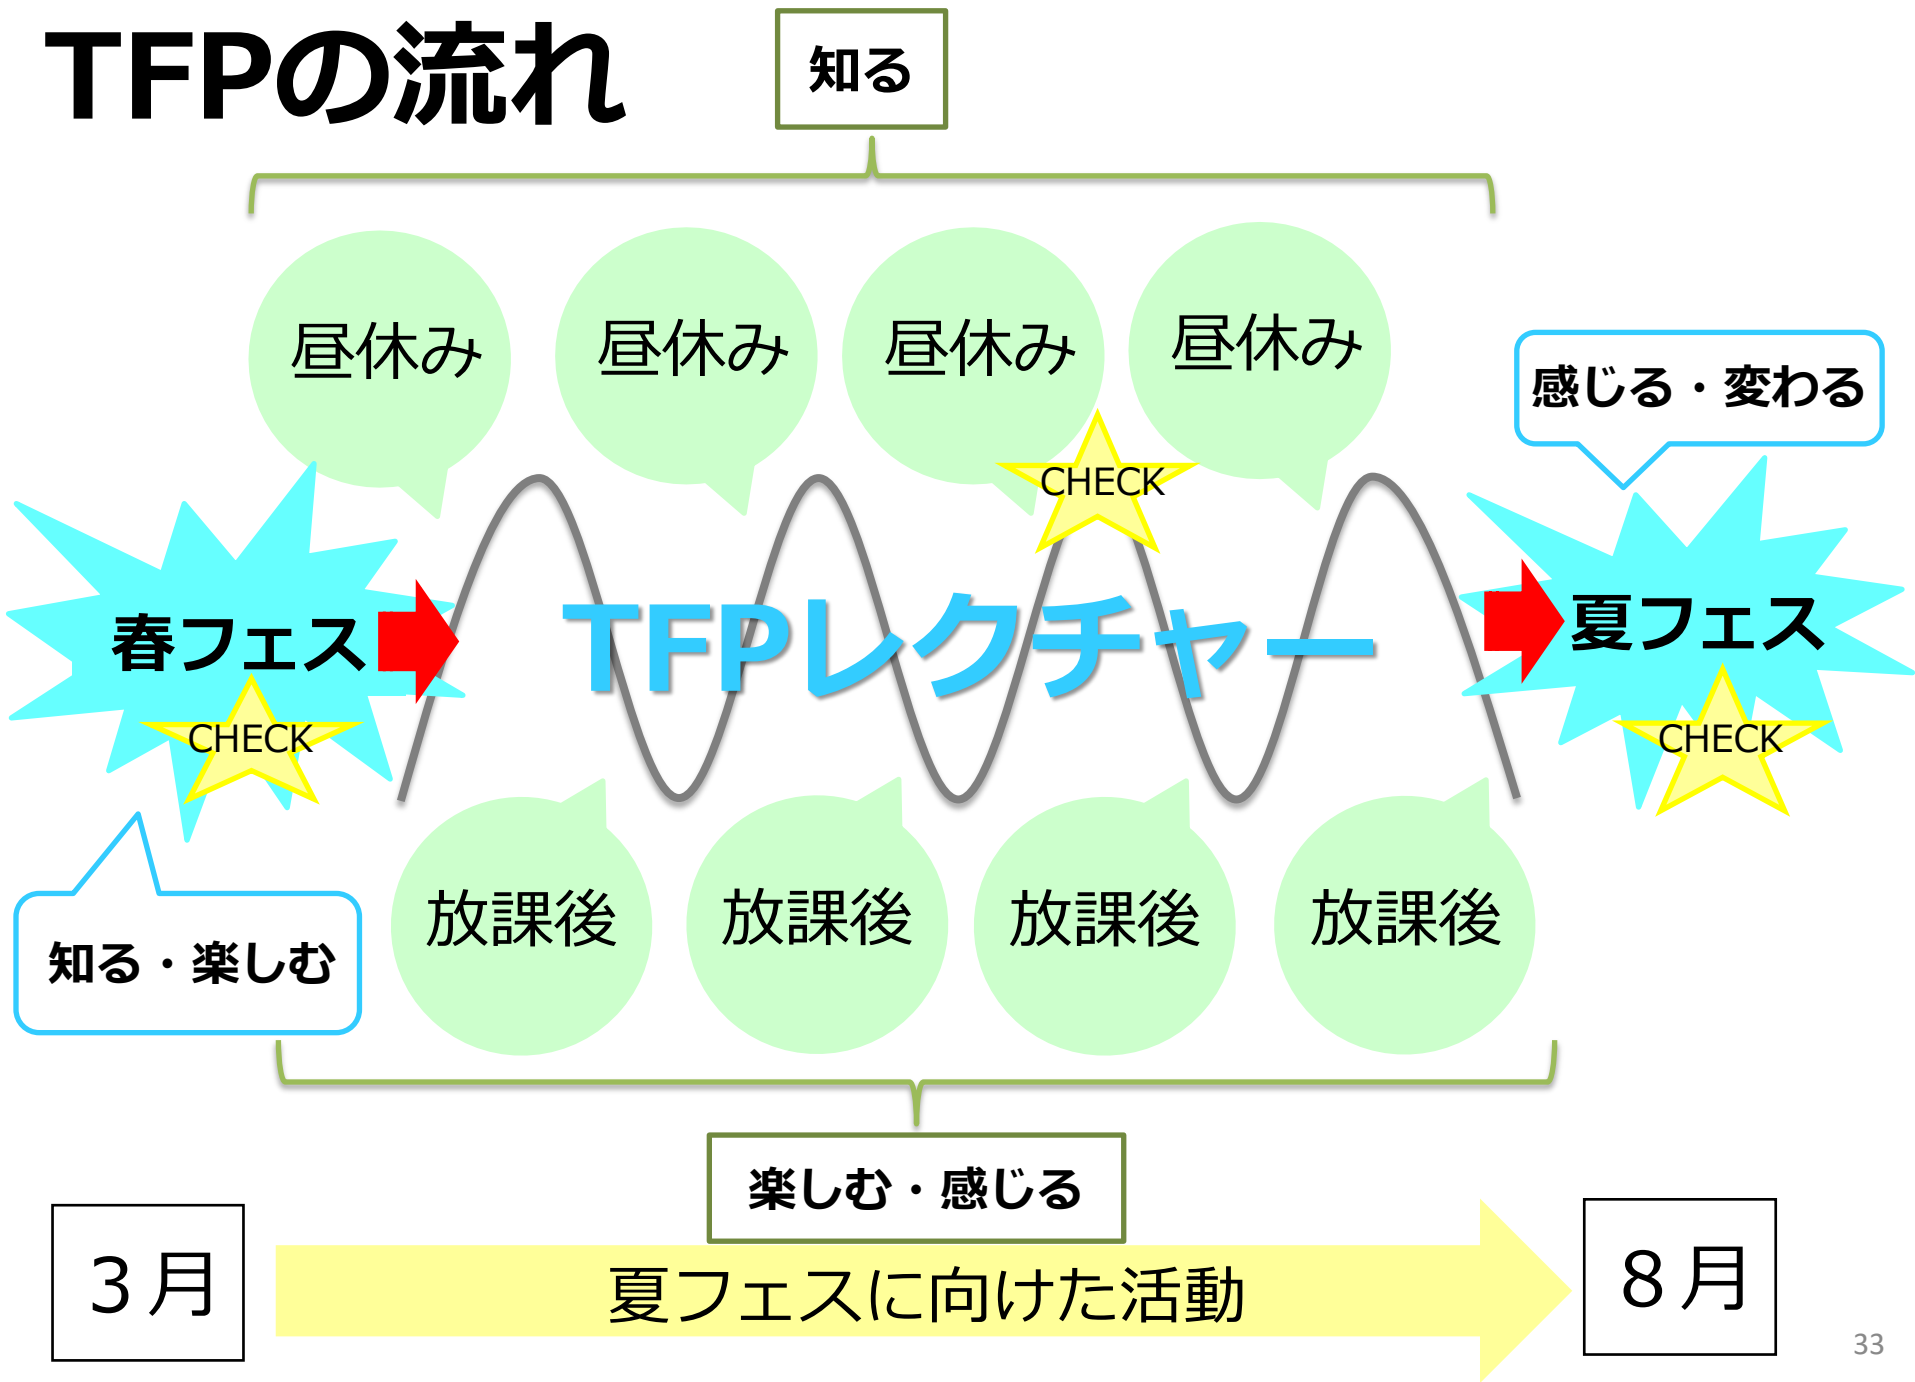 TFPの流れ
知る
昼休み
昼休み
昼休み
昼休み
感じる・変わる
CHECK
春フェス
TFPレクチャー
夏フェス
CHECK
CHECK
知る・楽しむ
放課後
放課後
放課後
放課後
楽しむ・感じる
３月
夏フェスに向けた活動
８月
33